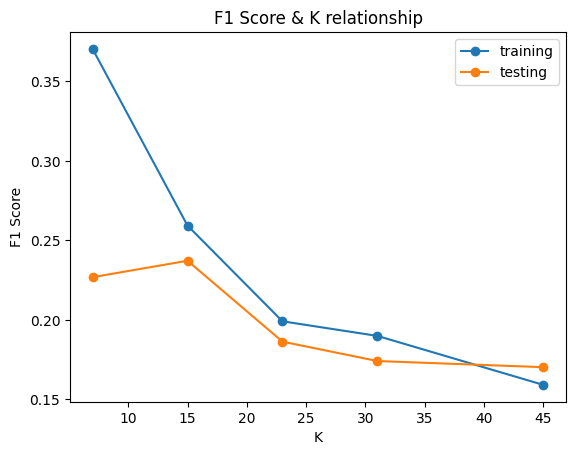 F1 Score & K relationship
training
testing
F1 Score
0.35
0.30
0.25
0.20
0.15
10 15 20 25 30 35 40 45
K